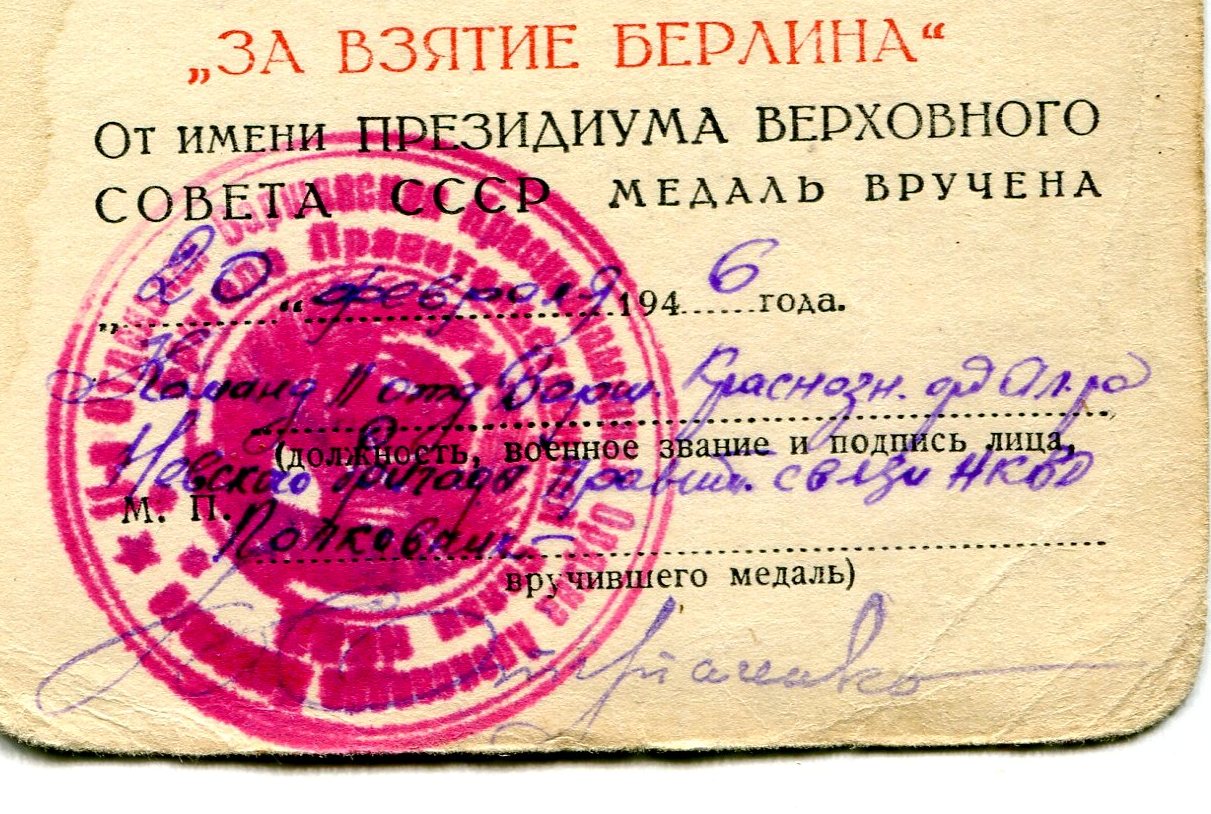 „ЗА ВЗЯТИЕ БЕРЛИНА“
От имени ПРЕЗИДИУМА ВЕРХОВНОГО
СОВЕТА СССР МЕДАЛЬ ВРУЧЕНА
„20“ февраля 1946 года.
Команд II отд Варш. Краснозн. орд Ал-ра
(должность, военное звание и подпись лица,
Невского бригады Правит. связи НКВД
М. П.
Полковник –
вручившего медаль)